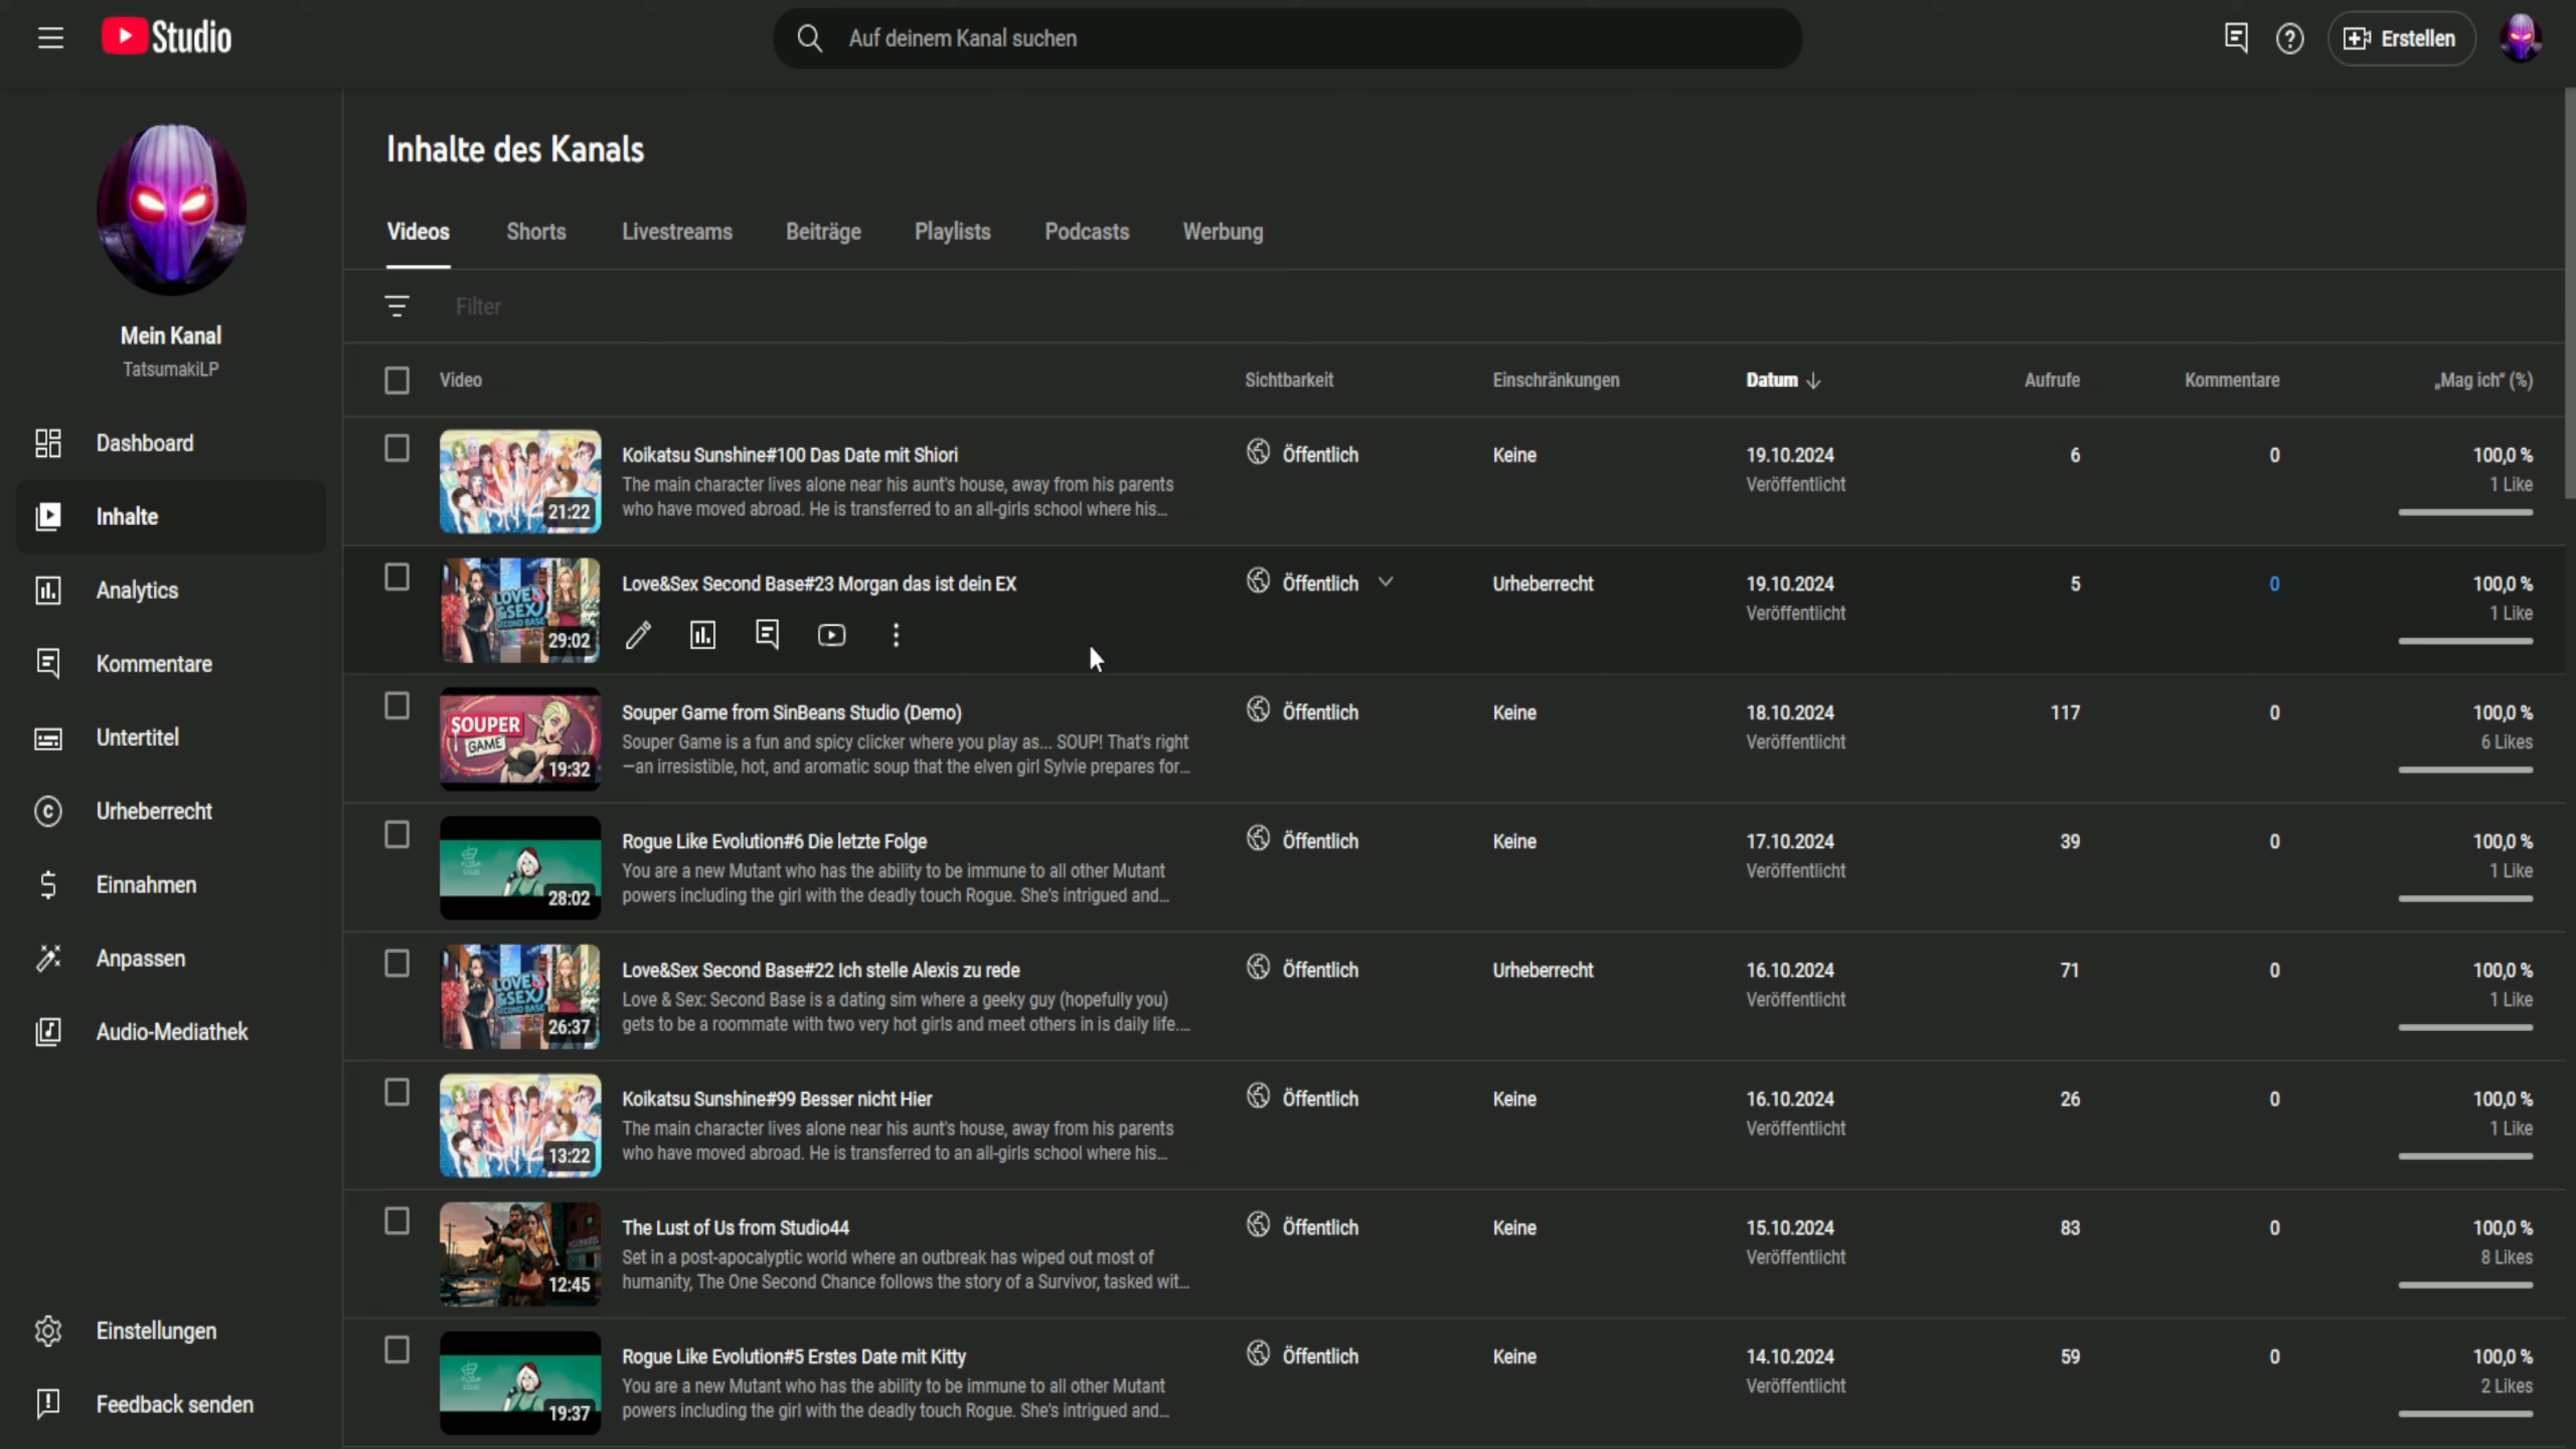 Studio
Auf deinem Kanal suchen
Erstellen
Mein Kanal
TatsumakiLP
Dashboard
Inhalte
Analytics
Kommentare
Untertitel
Urheberrecht
Einnahmen
Anpassen
Audio-Mediathek
Einstellungen
Feedback senden
Inhalte des Kanals
Videos Shorts Livestreams Beiträge Playlists Podcasts Werbung
Filter
Video Sichtbarkeit Einschränkungen Datum Aufrufe Kommentare „Mag ich“ (%)
Koikatsu Sunshine#100 Das Date mit Shiori Öffentlich Keine 19.10.2024 6 0 100,0 %
The main character lives alone near his aunt's house, away from his parents Veröffentlicht 1 Like
who have moved abroad. He is transferred to an all-girls school where his...
21:22
Love&Sex Second Base#23 Morgan das ist dein EX Öffentlich Urheberrecht 19.10.2024 5 0 100,0 %
Veröffentlicht 1 Like
LOVE
&SEX
SECOND BASE
29:02
Souper Game from SinBeans Studio (Demo) Öffentlich Keine 18.10.2024 117 0 100,0 %
Souper Game is a fun and spicy clicker where you play as... SOUP! That's right Veröffentlicht 6 Likes
—an irresistible, hot, and aromatic soup that the elven girl Sylvie prepares for...
SOUPER
GAME
19:32
Rogue Like Evolution#6 Die letzte Folge Öffentlich Keine 17.10.2024 39 0 100,0 %
You are a new Mutant who has the ability to be immune to all other Mutant Veröffentlicht 1 Like
powers including the girl with the deadly touch Rogue. She's intrigued and...
28:02
Love&Sex Second Base#22 Ich stelle Alexis zu rede Öffentlich Urheberrecht 16.10.2024 71 0 100,0 %
Love & Sex: Second Base is a dating sim where a geeky guy (hopefully you) Veröffentlicht 1 Like
gets to be a roommate with two very hot girls and meet others in is daily life....
LOVE
&SEX
SECOND BASE
26:37
Koikatsu Sunshine#99 Besser nicht Hier Öffentlich Keine 16.10.2024 26 0 100,0 %
The main character lives alone near his aunt's house, away from his parents Veröffentlicht 1 Like
who have moved abroad. He is transferred to an all-girls school where his...
13:22
The Lust of Us from Studio44 Öffentlich Keine 15.10.2024 83 0 100,0 %
Set in a post-apocalyptic world where an outbreak has wiped out most of Veröffentlicht 8 Likes
humanity, The One Second Chance follows the story of a Survivor, tasked wit...
12:45
Rogue Like Evolution#5 Erstes Date mit Kitty Öffentlich Keine 14.10.2024 59 0 100,0 %
You are a new Mutant who has the ability to be immune to all other Mutant Veröffentlicht 2 Likes
powers including the girl with the deadly touch Rogue. She's intrigued and...
19:37